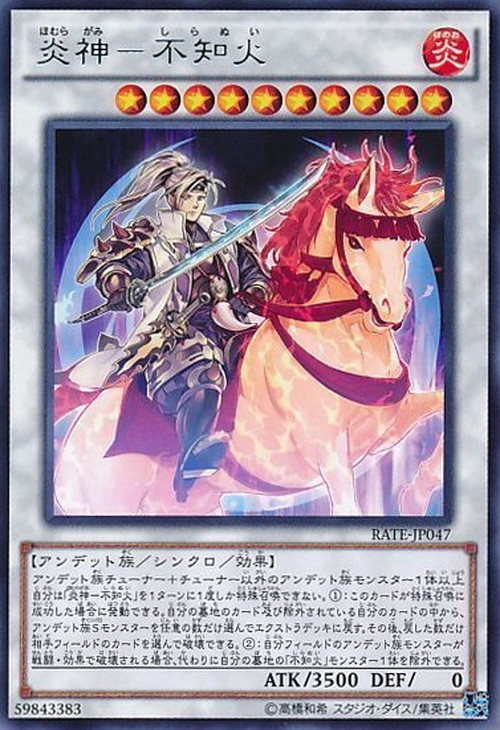 ほむら がみ しらぬい
炎神-不知火
ほのお
炎
RATE-JP047
【アンデット族/シンクロ/効果】
アンデット族チューナー+チューナー以外のアンデット族モンスター1体以上
自分は「炎神-不知火」を1ターンに1度しか特殊召喚できない。①:このカードが特殊召喚に
成功した場合に発動できる。自分の墓地のカード及び除外されている自分のカードの中から、
アンデット族Sモンスターを任意の数だけ選んでエクストラデッキに戻す。その後、戻した数だけ
相手フィールドのカードを選んで破壊できる。②:自分フィールドのアンデット族モンスターが
戦闘・効果で破壊される場合、代わりに自分の墓地の「不知火」モンスター1体を除外できる。
ATK/3500 DEF/ 0
59843383
©高橋和希 スタジオ・ダイス/集英社